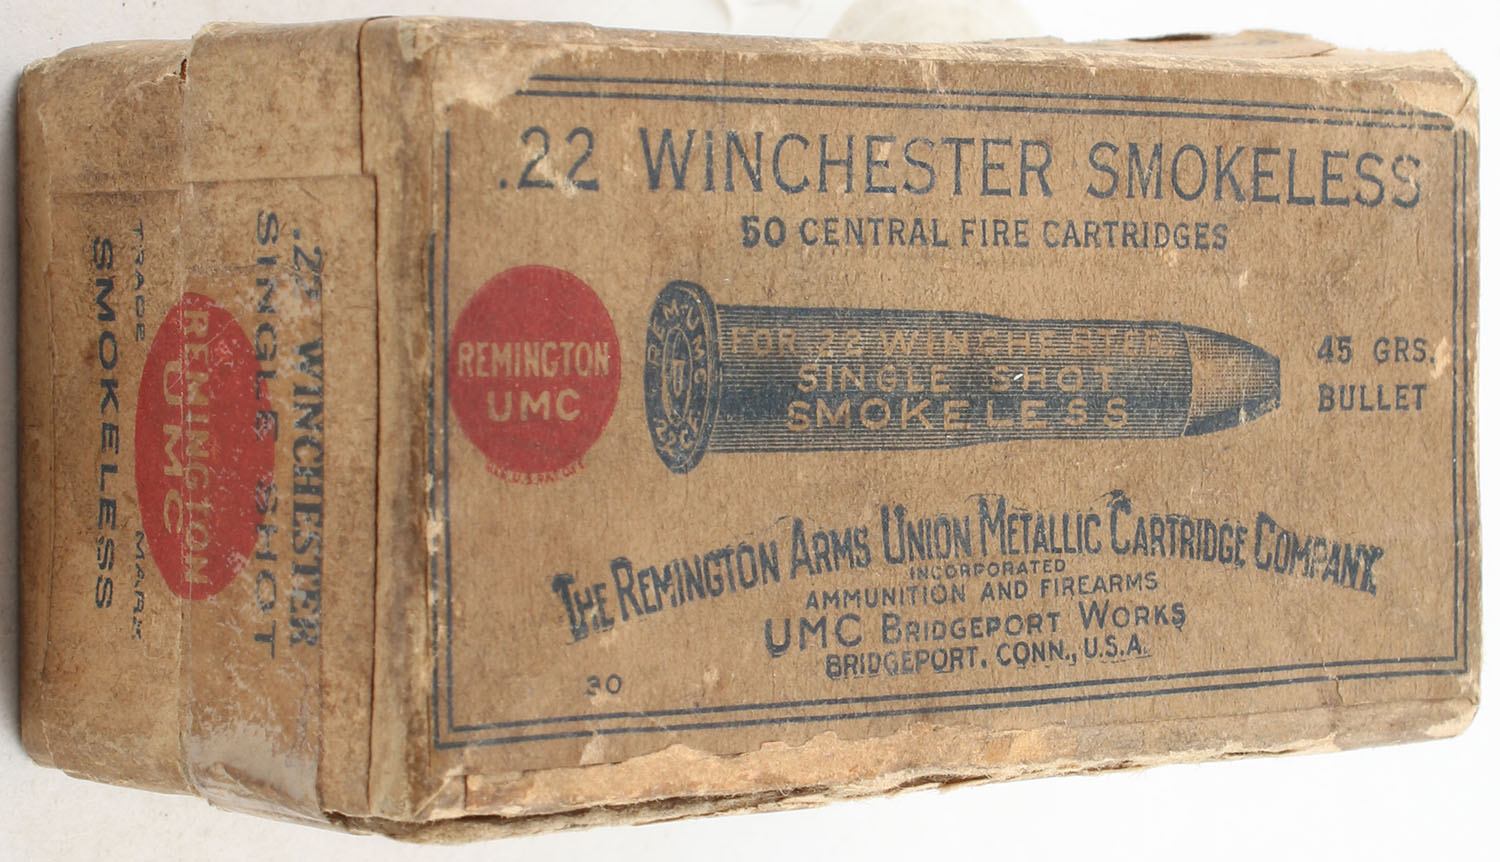 .22 WINCHESTER SMOKELESS
50 CENTRAL FIRE CARTRIDGES
REMINGTON
UMC
REM-UMC
U
FOR 22 WINCHESTER
SINGLE SHOT
SMOKELESS
45 GRS.
BULLET
THE REMINGTON ARMS UNION METALLIC CARTRIDGE COMPANY.
INCORPORATED
AMMUNITION AND FIREARMS
UMC BRIDGEPORT WORKS
BRIDGEPORT, CONN., U.S.A.
30
.22 WINCHESTER
SINGLE SHOT
REMINGTON
UMC
TRADE MARK
SMOKELESS